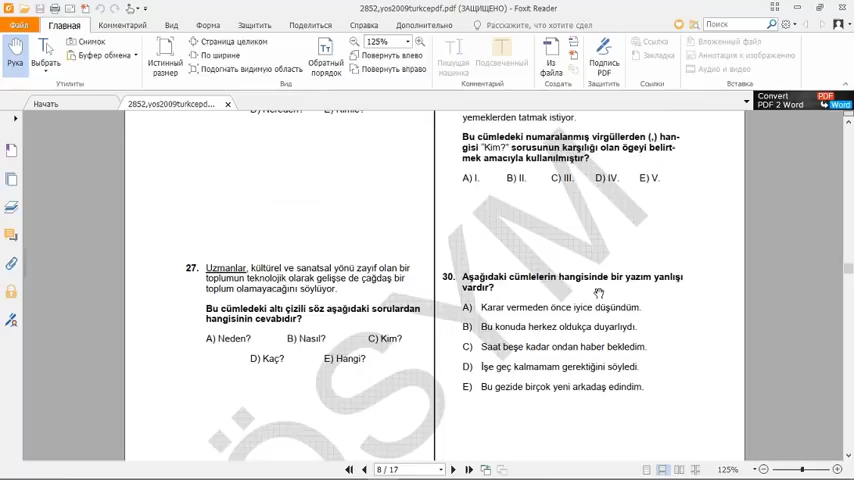 2852,yos2009turkcepdf.pdf (ЗАЩИЩЕНО) - Foxit Reader
Файл
Главная
Комментарий
Вид
Форма
Защитить
Поделиться
Подключение
Справка
Дополнительно
Расскажите, что хотите сдел
Поиск
Рука
Выбрать
Снимок
Буфер обмена
Утилиты
Истинный размер
Страница целиком
По ширине
Подогнать видимую область
Вид
Обратный порядок
125%
Повернуть влево
Повернуть вправо
Пишущая машинка
Подсвеченный
Комментарий
Из файла
Создать
Подпись PDF
Защитить
Ссылка
Закладка
Ссылки
Вложенный файл
Аннотация к изображению
Аудио и видео
Вставка
Начать
2852,yos2009turkcepd...
Convert PDF
PDF 2 Word Word
D) Nereden? E) Kimle?
27. Uzmanlar, kültürel ve sanatsal yönü zayıf olan bir
toplumun teknolojik olarak gelişse de çağdaş bir
toplum olamayacağını söylüyor.
Bu cümledeki altı çizili söz aşağıdaki sorulardan
hangisinin cevabıdır?
A) Neden? B) Nasıl? C) Kim?
D) Kaç? E) Hangi?
yemeklerden tatmak istiyor.
Bu cümledeki numaralanmış virgüllerden (,) han-
gisi "Kim?" sorusunun karşılığı olan ögeyi belirt-
mek amacıyla kullanılmıştır?
A) I. B) II. C) III. D) IV. E) V.
30. Aşağıdaki cümlelerin hangisinde bir yazım yanlışı
vardır?
A) Karar vermeden önce iyice düşündüm.
B) Bu konuda herkez oldukça duyarlıydı.
C) Saat beşe kadar ondan haber bekledim.
D) İşe geç kalmamam gerektiğini söyledi.
E) Bu gezide birçok yeni arkadaş edindim.
ÖSYM
8 / 17
125%